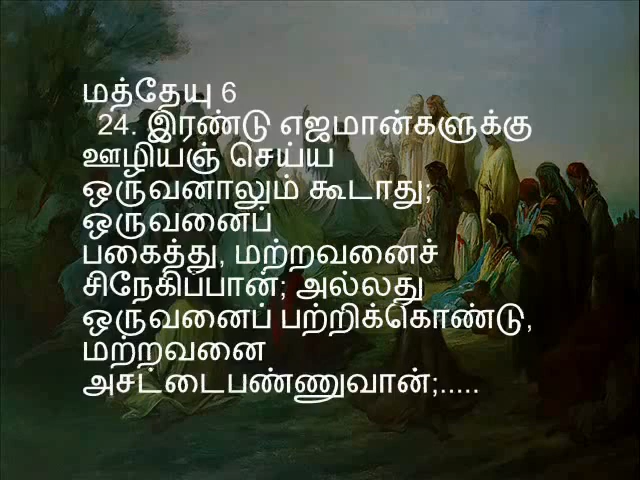 மத்தேயு 6
24. இரண்டு எஜமான்களுக்கு
ஊழியஞ் செய்ய
ஒருவனாலும் கூடாது;
ஒருவனைப்
பகைத்து, மற்றவனைச்
சிநேகிப்பான்; அல்லது
ஒருவனைப் பற்றிக்கொண்டு,
மற்றவனை
அசட்டைபண்ணுவான்;.....